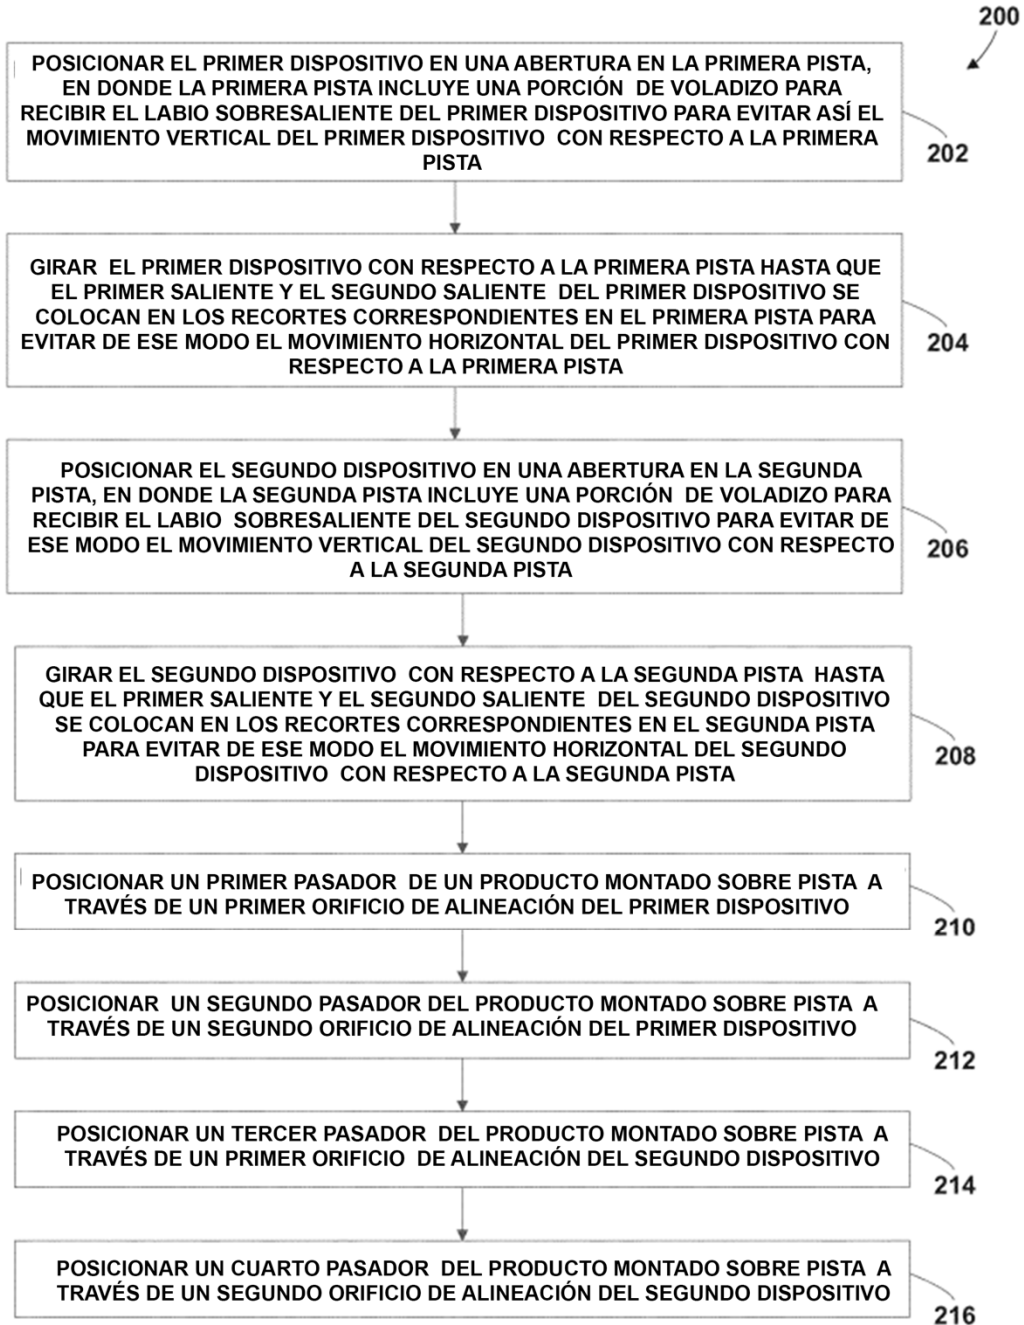 200
POSICIONAR EL PRIMER DISPOSITIVO EN UNA ABERTURA EN LA PRIMERA PISTA,
EN DONDE LA PRIMERA PISTA INCLUYE UNA PORCIÓN DE VOLADIZO PARA
RECIBIR EL LABIO SOBRESALIENTE DEL PRIMER DISPOSITIVO PARA EVITAR ASÍ EL
MOVIMIENTO VERTICAL DEL PRIMER DISPOSITIVO CON RESPECTO A LA PRIMERA
PISTA
202
GIRAR EL PRIMER DISPOSITIVO CON RESPECTO A LA PRIMERA PISTA HASTA QUE
EL PRIMER SALIENTE Y EL SEGUNDO SALIENTE DEL PRIMER DISPOSITIVO SE
COLOCAN EN LOS RECORTES CORRESPONDIENTES EN EL PRIMERA PISTA PARA
EVITAR DE ESE MODO EL MOVIMIENTO HORIZONTAL DEL PRIMER DISPOSITIVO CON
RESPECTO A LA PRIMERA PISTA
204
POSICIONAR EL SEGUNDO DISPOSITIVO EN UNA ABERTURA EN LA SEGUNDA
PISTA, EN DONDE LA SEGUNDA PISTA INCLUYE UNA PORCIÓN DE VOLADIZO PARA
RECIBIR EL LABIO SOBRESALIENTE DEL SEGUNDO DISPOSITIVO PARA EVITAR DE
ESE MODO EL MOVIMIENTO VERTICAL DEL SEGUNDO DISPOSITIVO CON RESPECTO
A LA SEGUNDA PISTA
206
GIRAR EL SEGUNDO DISPOSITIVO CON RESPECTO A LA SEGUNDA PISTA HASTA
QUE EL PRIMER SALIENTE Y EL SEGUNDO SALIENTE DEL SEGUNDO DISPOSITIVO
SE COLOCAN EN LOS RECORTES CORRESPONDIENTES EN EL SEGUNDA PISTA
PARA EVITAR DE ESE MODO EL MOVIMIENTO HORIZONTAL DEL SEGUNDO
DISPOSITIVO CON RESPECTO A LA SEGUNDA PISTA
208
POSICIONAR UN PRIMER PASADOR DE UN PRODUCTO MONTADO SOBRE PISTA A
TRAVÉS DE UN PRIMER ORIFICIO DE ALINEACIÓN DEL PRIMER DISPOSITIVO
210
POSICIONAR UN SEGUNDO PASADOR DEL PRODUCTO MONTADO SOBRE PISTA A
TRAVÉS DE UN SEGUNDO ORIFICIO DE ALINEACIÓN DEL PRIMER DISPOSITIVO
212
POSICIONAR UN TERCER PASADOR DEL PRODUCTO MONTADO SOBRE PISTA A
TRAVÉS DE UN PRIMER ORIFICIO DE ALINEACIÓN DEL SEGUNDO DISPOSITIVO
214
POSICIONAR UN CUARTO PASADOR DEL PRODUCTO MONTADO SOBRE PISTA A
TRAVÉS DE UN SEGUNDO ORIFICIO DE ALINEACIÓN DEL SEGUNDO DISPOSITIVO
216